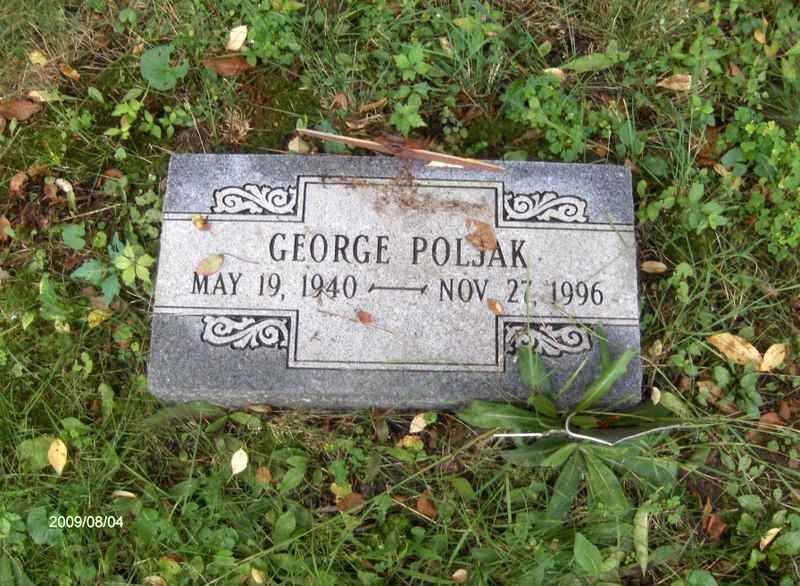 GEORGE POLJAK
MAY 19, 1940 — NOV 27, 1996
2009/08/04